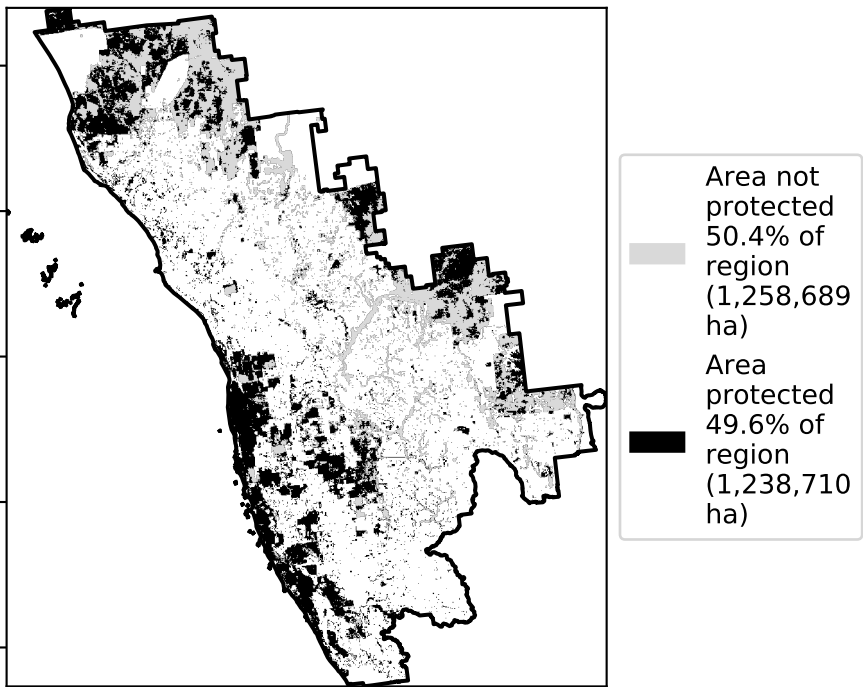 Area not
protected
50.4% of
region
(1,258,689
ha)
Area
protected
49.6% of
region
(1,238,710
ha)